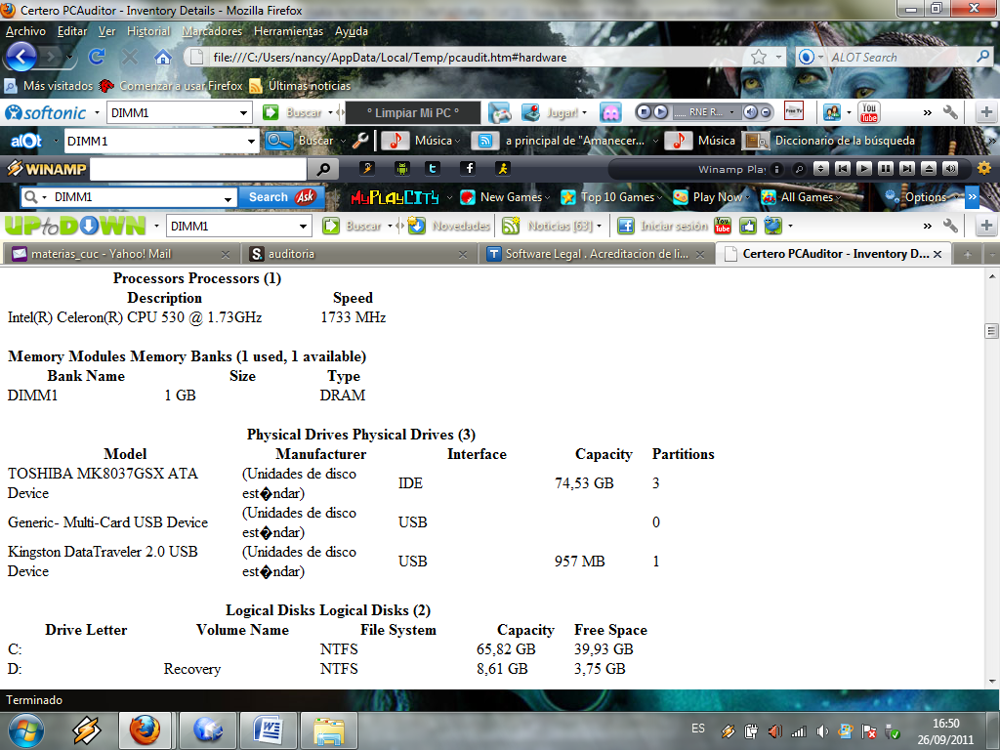 Certero PCAuditor - Inventory Details - Mozilla Firefox
Archivo Editar Ver Historial Marcadores Herramientas Ayuda
file:///C:/Users/nancy/AppData/Local/Temp/pcaudit.htm#hardware ALOT Search
Más visitados Comenzar a usar Firefox Últimas noticias
softonic DIMM1 Buscar ° Limpiar Mi PC ° Jugar! ..... RNE R... Free TV You Tube
alOt DIMM1 Buscar Música a principal de "Amanecer... Música Diccionario de la búsqueda
WINAMP Winamp Pla
DIMM1 Search Ask MyPlayCity New Games Top 10 Games Play Now All Games Options
UPtoDOWN DIMM1 Buscar Novedades Noticias [63] Iniciar sesión You Tube
materias_cuc - Yahoo! Mail auditoria Software Legal . Acreditacion de li... Certero PCAuditor - Inventory D...
Processors Processors (1)
Description Speed
Intel(R) Celeron(R) CPU 530 @ 1.73GHz 1733 MHz
Memory Modules Memory Banks (1 used, 1 available)
Bank Name Size Type
DIMM1 1 GB DRAM
Physical Drives Physical Drives (3)
Model Manufacturer Interface Capacity Partitions
TOSHIBA MK8037GSX ATA Device (Unidades de disco est�ndar) IDE 74,53 GB 3
Generic- Multi-Card USB Device (Unidades de disco est�ndar) USB 0
Kingston DataTraveler 2.0 USB Device (Unidades de disco est�ndar) USB 957 MB 1
Logical Disks Logical Disks (2)
Drive Letter Volume Name File System Capacity Free Space
C: NTFS 65,82 GB 39,93 GB
D: Recovery NTFS 8,61 GB 3,75 GB
Terminado
ES 16:50
26/09/2011